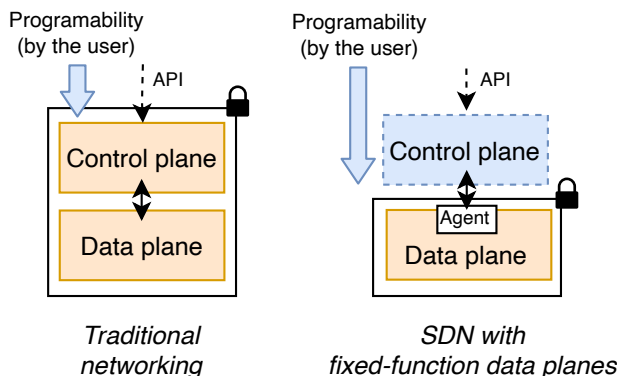 Programability
(by the user)
API
Control plane
Data plane
Traditional
networking
Programability
(by the user)
API
Control plane
Agent
Data plane
SDN with
fixed-function data planes